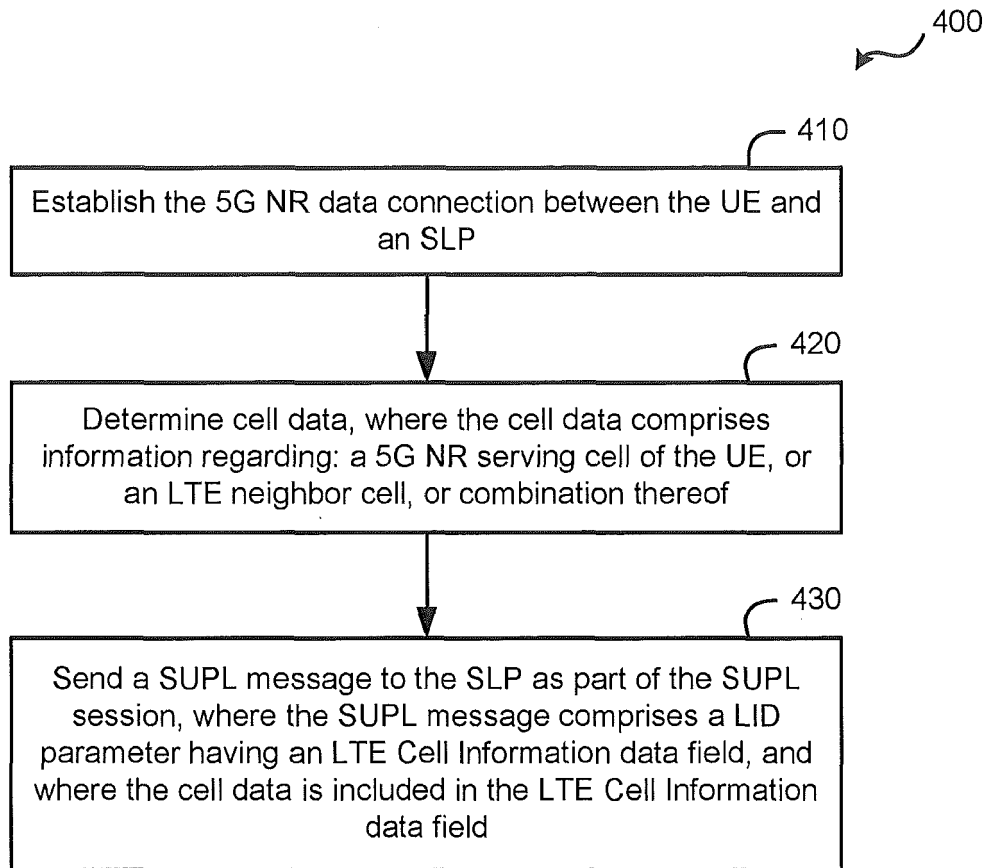 400
410
Establish the 5G NR data connection between the UE and
an SLP
420
Determine cell data, where the cell data comprises
information regarding: a 5G NR serving cell of the UE, or
an LTE neighbor cell, or combination thereof
430
Send a SUPL message to the SLP as part of the SUPL
session, where the SUPL message comprises a LID
parameter having an LTE Cell Information data field, and
where the cell data is included in the LTE Cell Information
data field